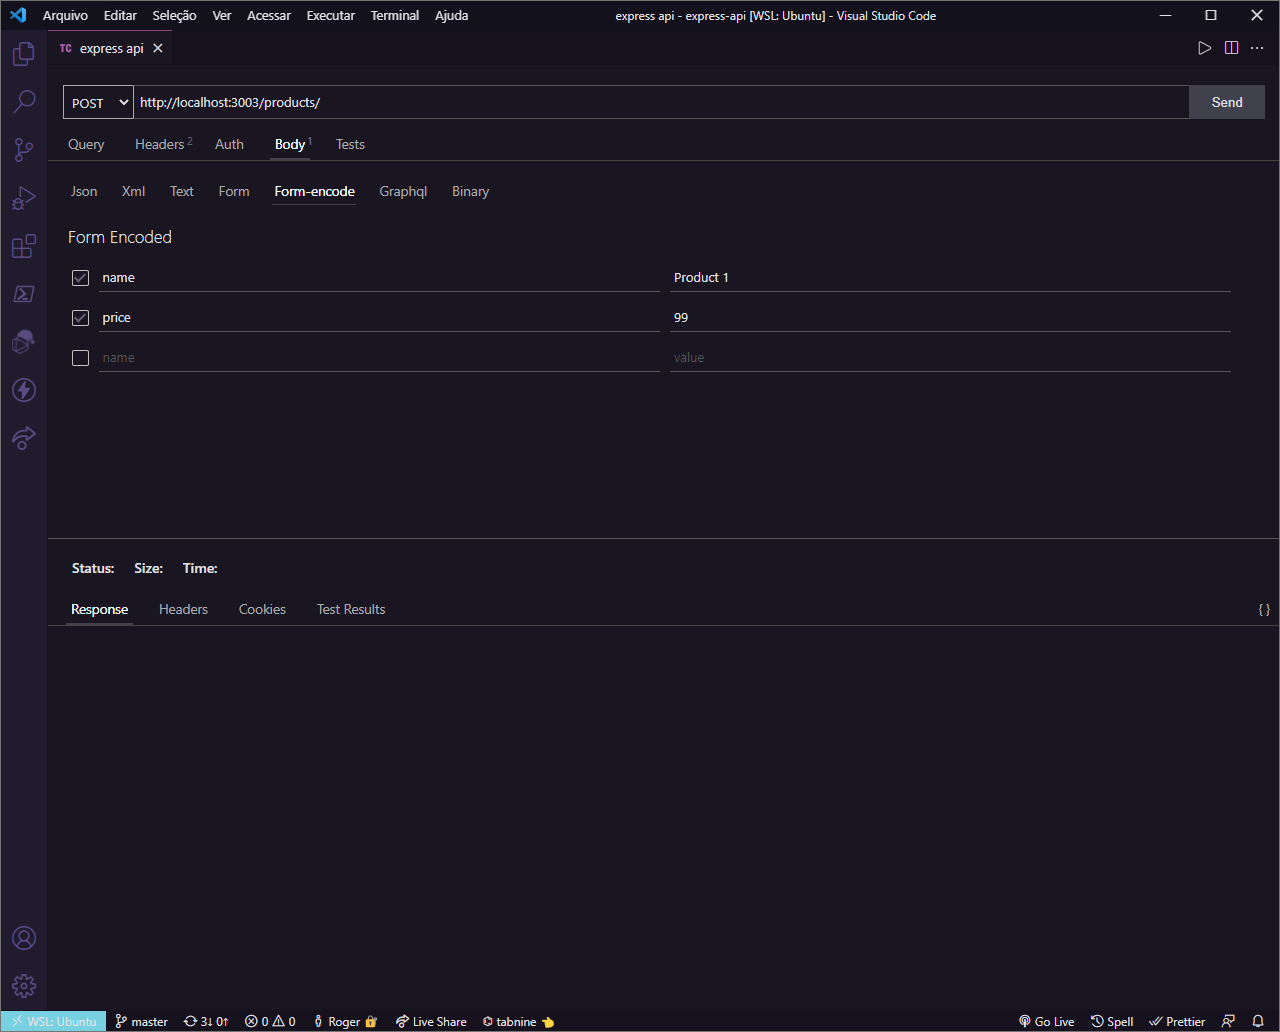 Arquivo Editar Seleção Ver Acessar Executar Terminal Ajuda express api - express-api [WSL: Ubuntu] - Visual Studio Code
TC express api
POST http://localhost:3003/products/ Send
Query Headers 2 Auth Body 1 Tests
Json Xml Text Form Form-encode Graphql Binary
Form Encoded
name Product 1
price 99
name value
Status: Size: Time:
Response Headers Cookies Test Results { }
WSL: Ubuntu master 3↓ 0↑ 0 0 Roger Live Share tabnine Go Live Spell Prettier